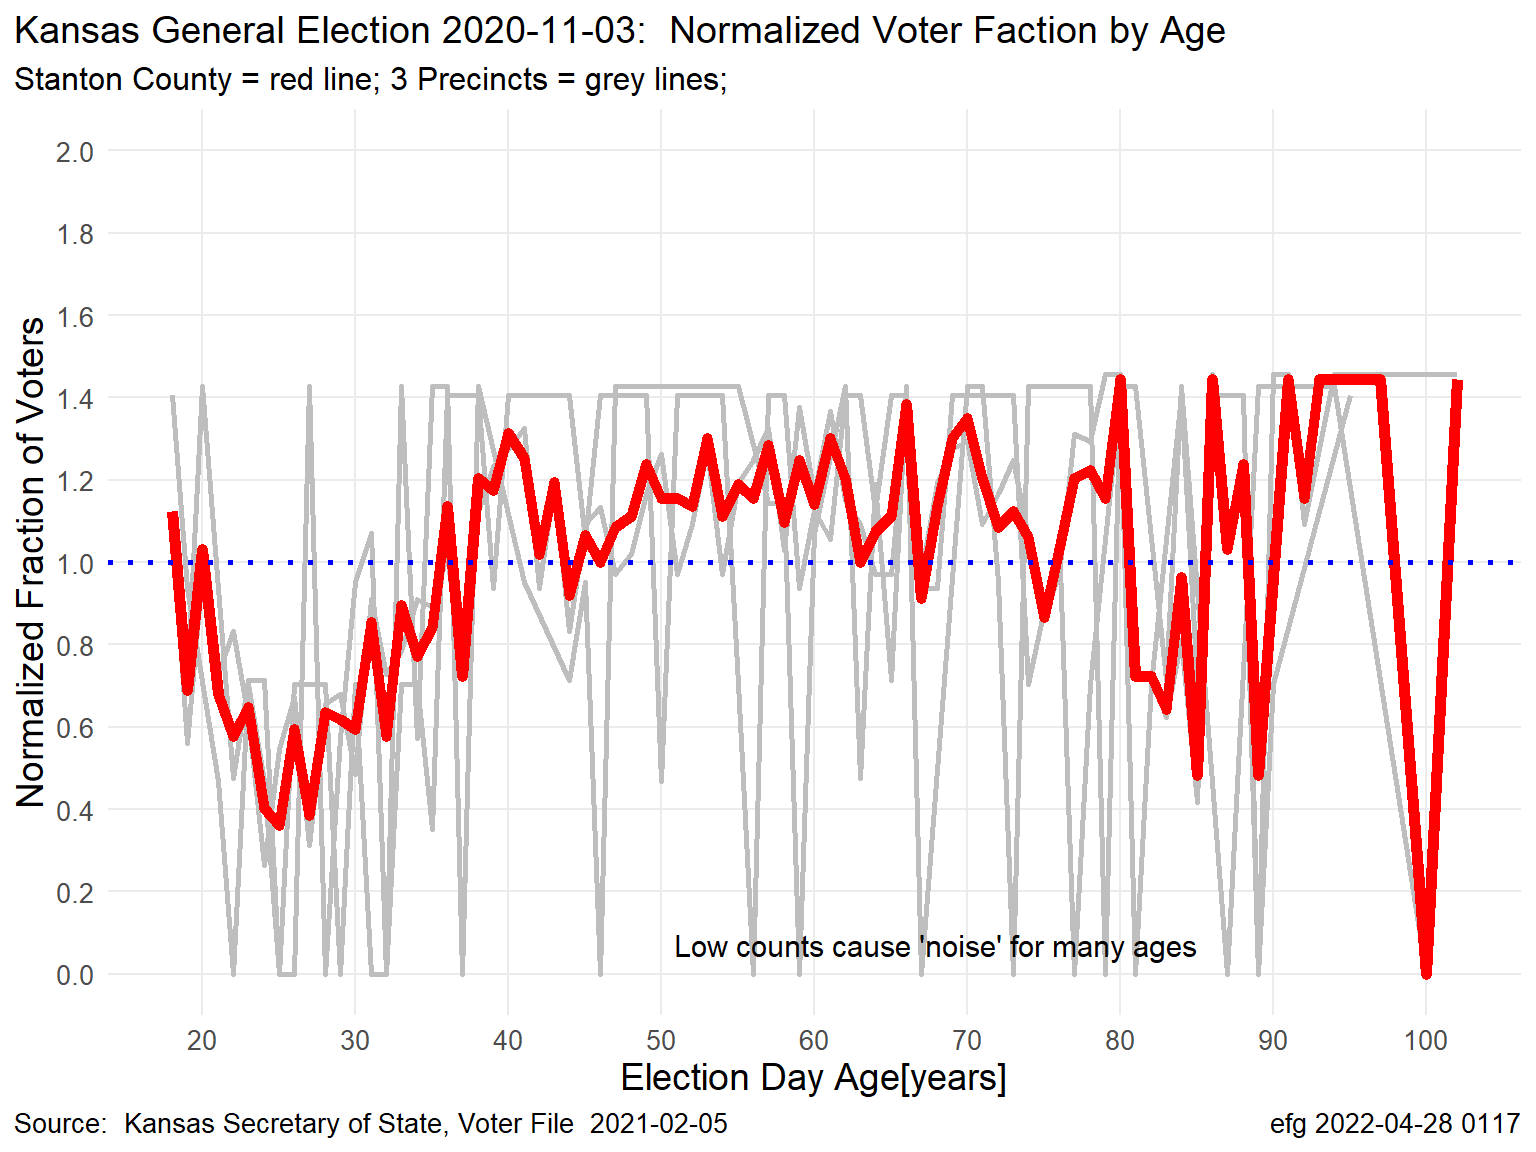 Kansas General Election 2020-11-03:  Normalized Voter Faction by Age
Stanton County = red line; 3 Precincts = grey lines;
Normalized Fraction of Voters
2.0
1.8
1.6
1.4
1.2
1.0
0.8
0.6
0.4
0.2
0.0
Low counts cause 'noise' for many ages
20 30 40 50 60 70 80 90 100
Election Day Age[years]
Source:  Kansas Secretary of State, Voter File  2021-02-05
efg 2022-04-28 0117